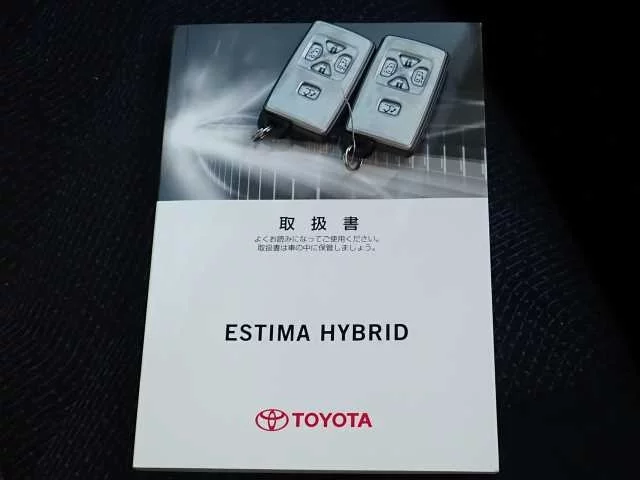 取扱書
よくお読みになってご使用ください。
取扱書は車の中に保管しましょう。
ESTIMA HYBRID
TOYOTA